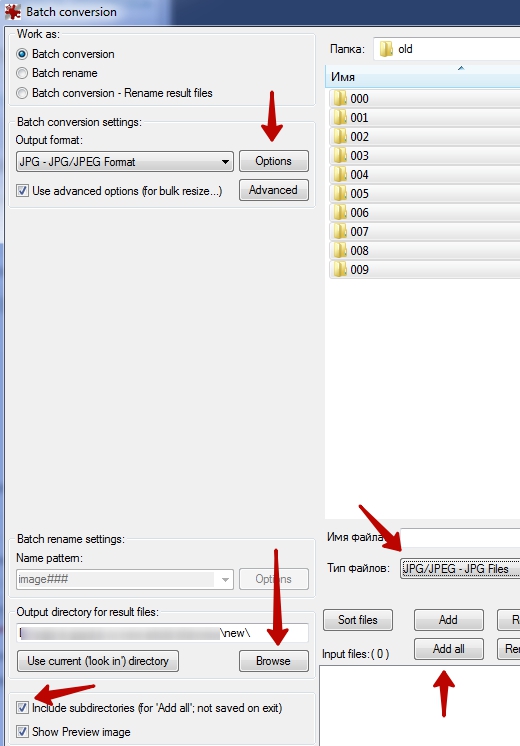 Batch conversion
Work as:
Batch conversion
Batch rename
Batch conversion - Rename result files
Batch conversion settings:
Output format:
JPG - JPG/JPEG Format
Options
Use advanced options (for bulk resize...)
Advanced
Batch rename settings:
Name pattern:
image###
Options
Output directory for result files:
\new\
Use current ('look in') directory
Browse
Include subdirectories (for 'Add all'; not saved on exit)
Show Preview image
Папка:
old
Имя
000
001
002
003
004
005
006
007
008
009
Имя файла
Тип файлов:
JPG/JPEG - JPG Files
Sort files
Add
Input files: ( 0 )
Add all